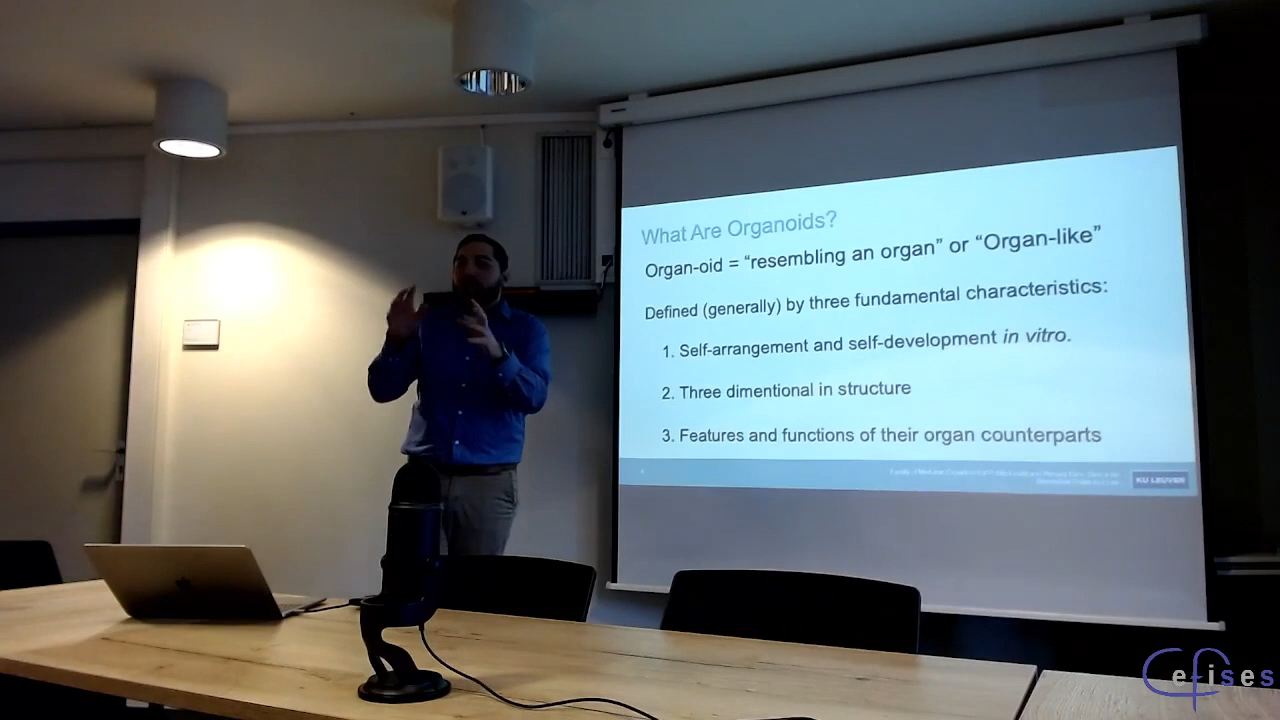 What Are Organoids?
Organ-oid = “resembling an organ” or “Organ-like”
Defined (generally) by three fundamental characteristics:
1. Self-arrangement and self-development in vitro.
2. Three dimentional in structure
3. Features and functions of their organ counterparts
KU LEUVEN
Cefises